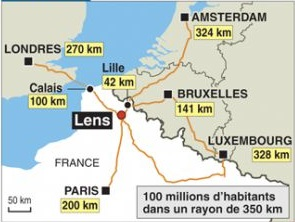 AMSTERDAM
324 km
LONDRES 270 km
Lille
42 km
Calais
100 km
BRUXELLES
141 km
Lens
LUXEMBOURG
328 km
FRANCE
PARIS
200 km
50 km
100 millions d'habitants
dans un rayon de 350 km